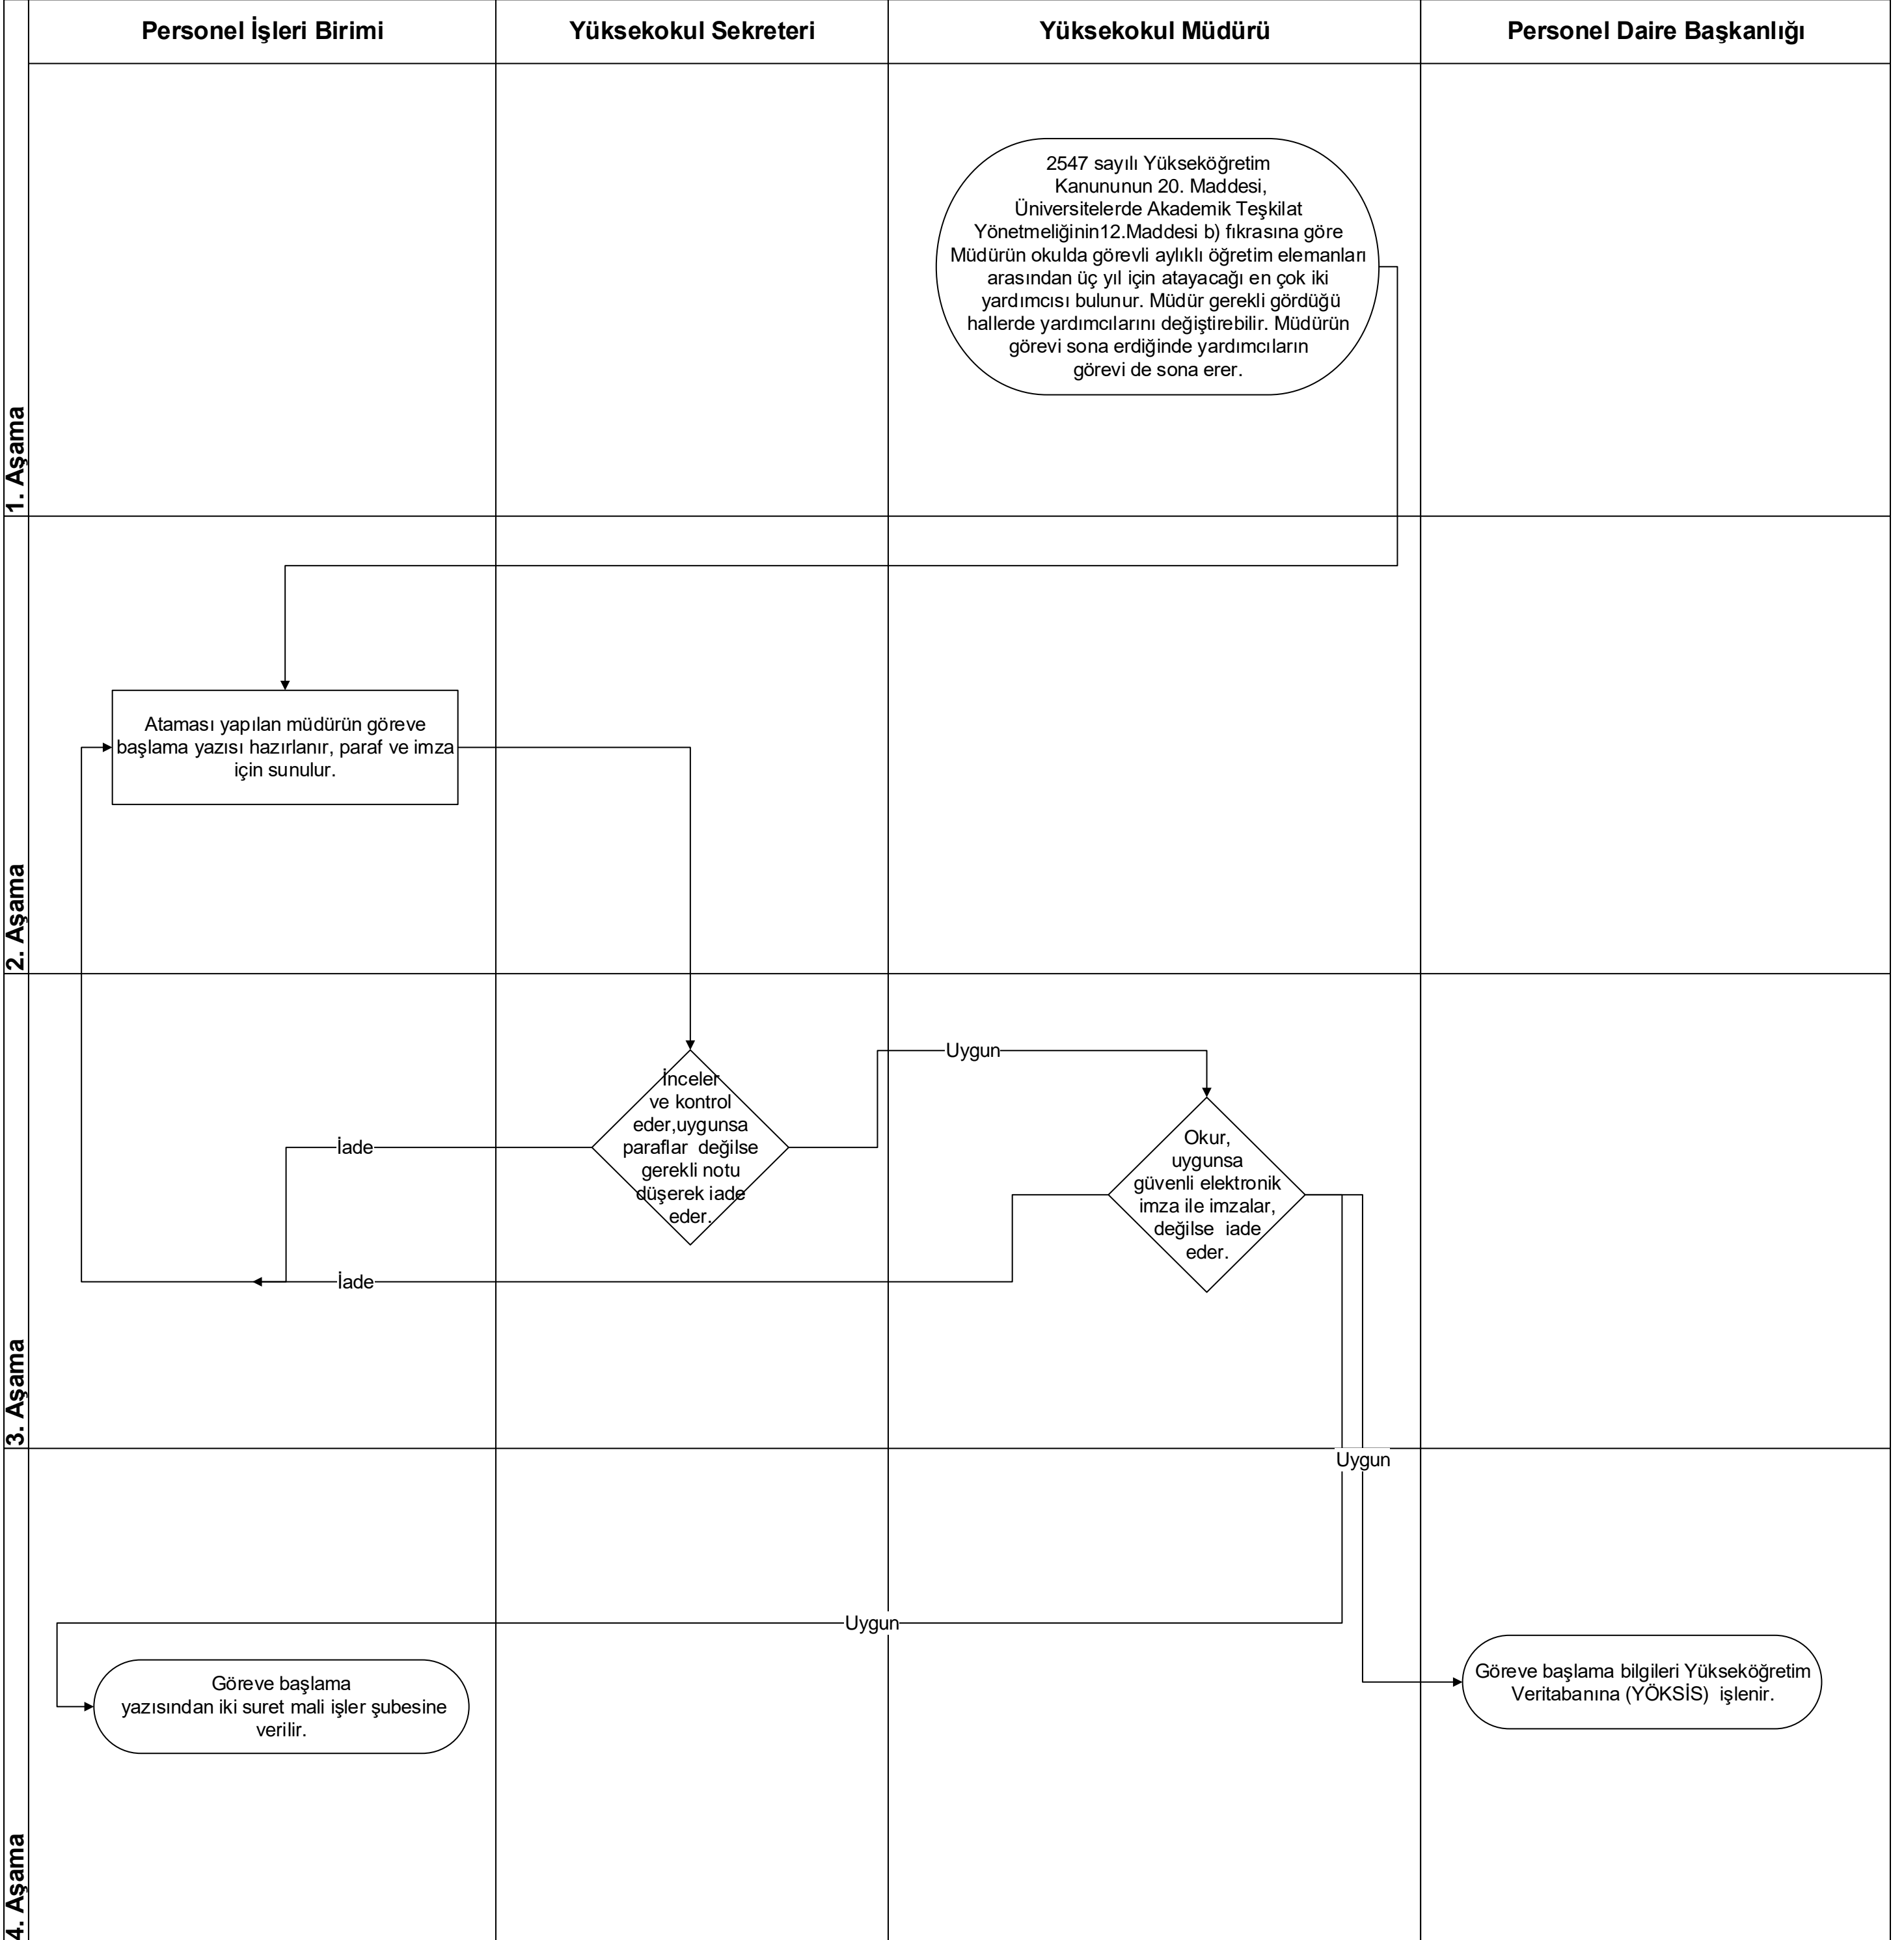 Personel İşleri Birimi
Yüksekokul Sekreteri
Yüksekokul Müdürü
Personel Daire Başkanlığı
1. Aşama
2547 sayılı Yükseköğretim
Kanununun 20. Maddesi,
Üniversitelerde Akademik Teşkilat
Yönetmeliğinin12.Maddesi b) fıkrasına göre
Müdürün okulda görevli aylıklı öğretim elemanları
arasından üç yıl için atayacağı en çok iki
yardımcısı bulunur. Müdür gerekli gördüğü
hallerde yardımcılarını değiştirebilir. Müdürün
görevi sona erdiğinde yardımcıların
görevi de sona erer.
2. Aşama
Ataması yapılan müdürün göreve
başlama yazısı hazırlanır, paraf ve imza
için sunulur.
3. Aşama
İnceler
ve kontrol
eder,uygunsa
paraflar  değilse
gerekli notu
düşerek iade
eder.
Uygun
İade
Okur,
uygunsa
güvenli elektronik
imza ile imzalar,
değilse  iade
eder.
İade
Uygun
4. Aşama
Uygun
Göreve başlama
yazısından iki suret mali işler şubesine
verilir.
Göreve başlama bilgileri Yükseköğretim
Veritabanına (YÖKSİS)  işlenir.